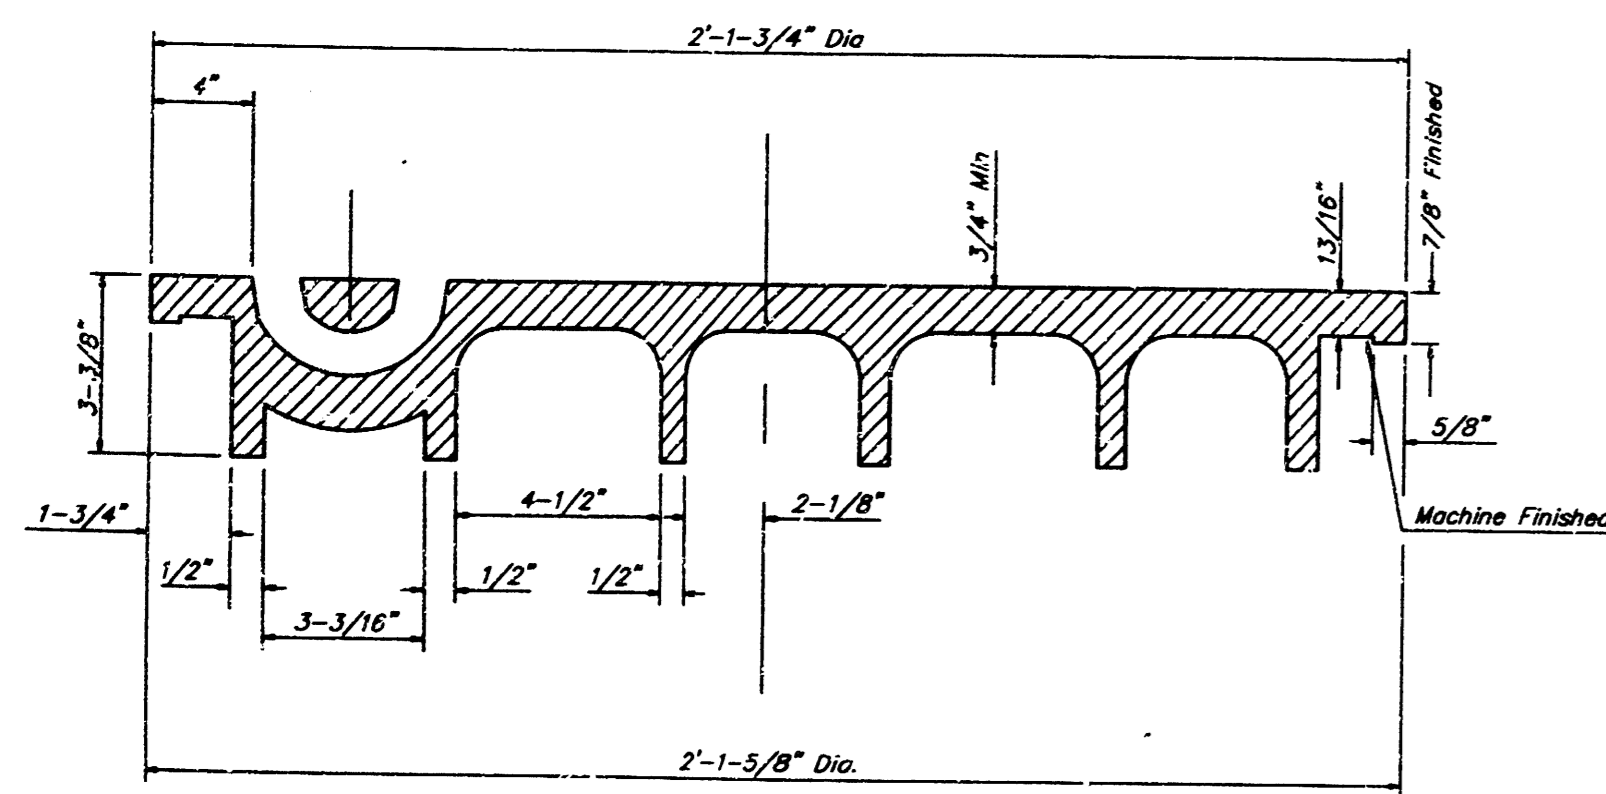 2'-1-3/4" Dia
4"
3/4" Min
13/16"
7/8" Finished
3-3/8"
5/8"
1-3/4"
4-1/2"
2-1/8"
Machine Finished
1/2"
1/2"
1/2"
3-3/16"
2'-1-5/8" Dia.